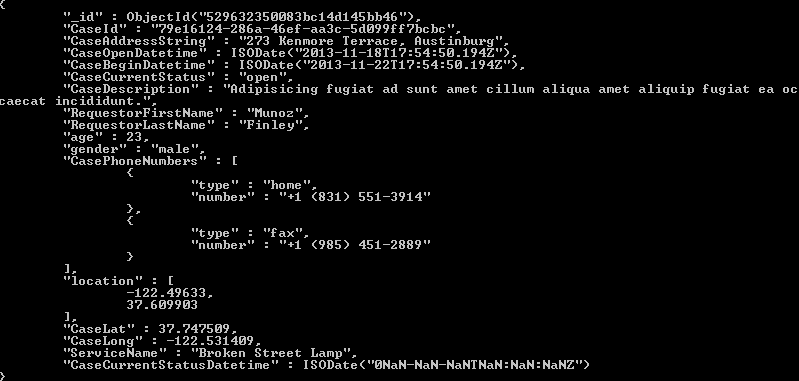 {
"_id" : ObjectId("529632350083bc14d145bb46"),
"CaseId" : "79e16124-286a-46ef-aa3c-5d099ff7bcbc",
"CaseAddressString" : "273 Kenmore Terrace, Austinburg",
"CaseOpenDatetime" : ISODate("2013-11-18T17:54:50.194Z"),
"CaseBeginDatetime" : ISODate("2013-11-22T17:54:50.194Z"),
"CaseCurrentStatus" : "open",
"CaseDescription" : "Adipisicing fugiat ad sunt amet cillum aliqua amet aliquip fugiat ea oc
caecat incididunt.",
"RequestorFirstName" : "Munoz",
"RequestorLastName" : "Finley",
"age" : 23,
"gender" : "male",
"CasePhoneNumbers" : [
{
"type" : "home",
"number" : "+1 (831) 551-3914"
},
{
"type" : "fax",
"number" : "+1 (985) 451-2889"
}
],
"location" : [
-122.49633,
37.609903
],
"CaseLat" : 37.747509,
"CaseLong" : -122.531409,
"ServiceName" : "Broken Street Lamp",
"CaseCurrentStatusDatetime" : ISODate("0NaN-NaN-NaNTNaN:NaN:NaNZ")
}